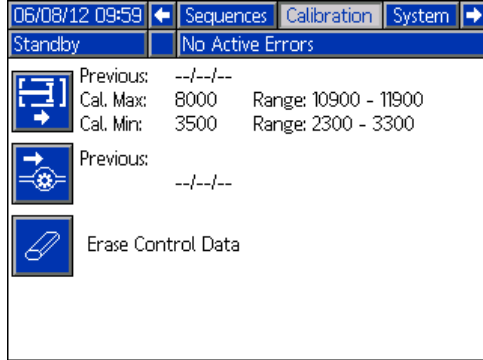 06/08/12 09:59 Sequences Calibration System
Standby No Active Errors
Previous: --/--/--
Cal. Max: 8000 Range: 10900 - 11900
Cal. Min: 3500 Range: 2300 - 3300
Previous:
--/--/--
Erase Control Data